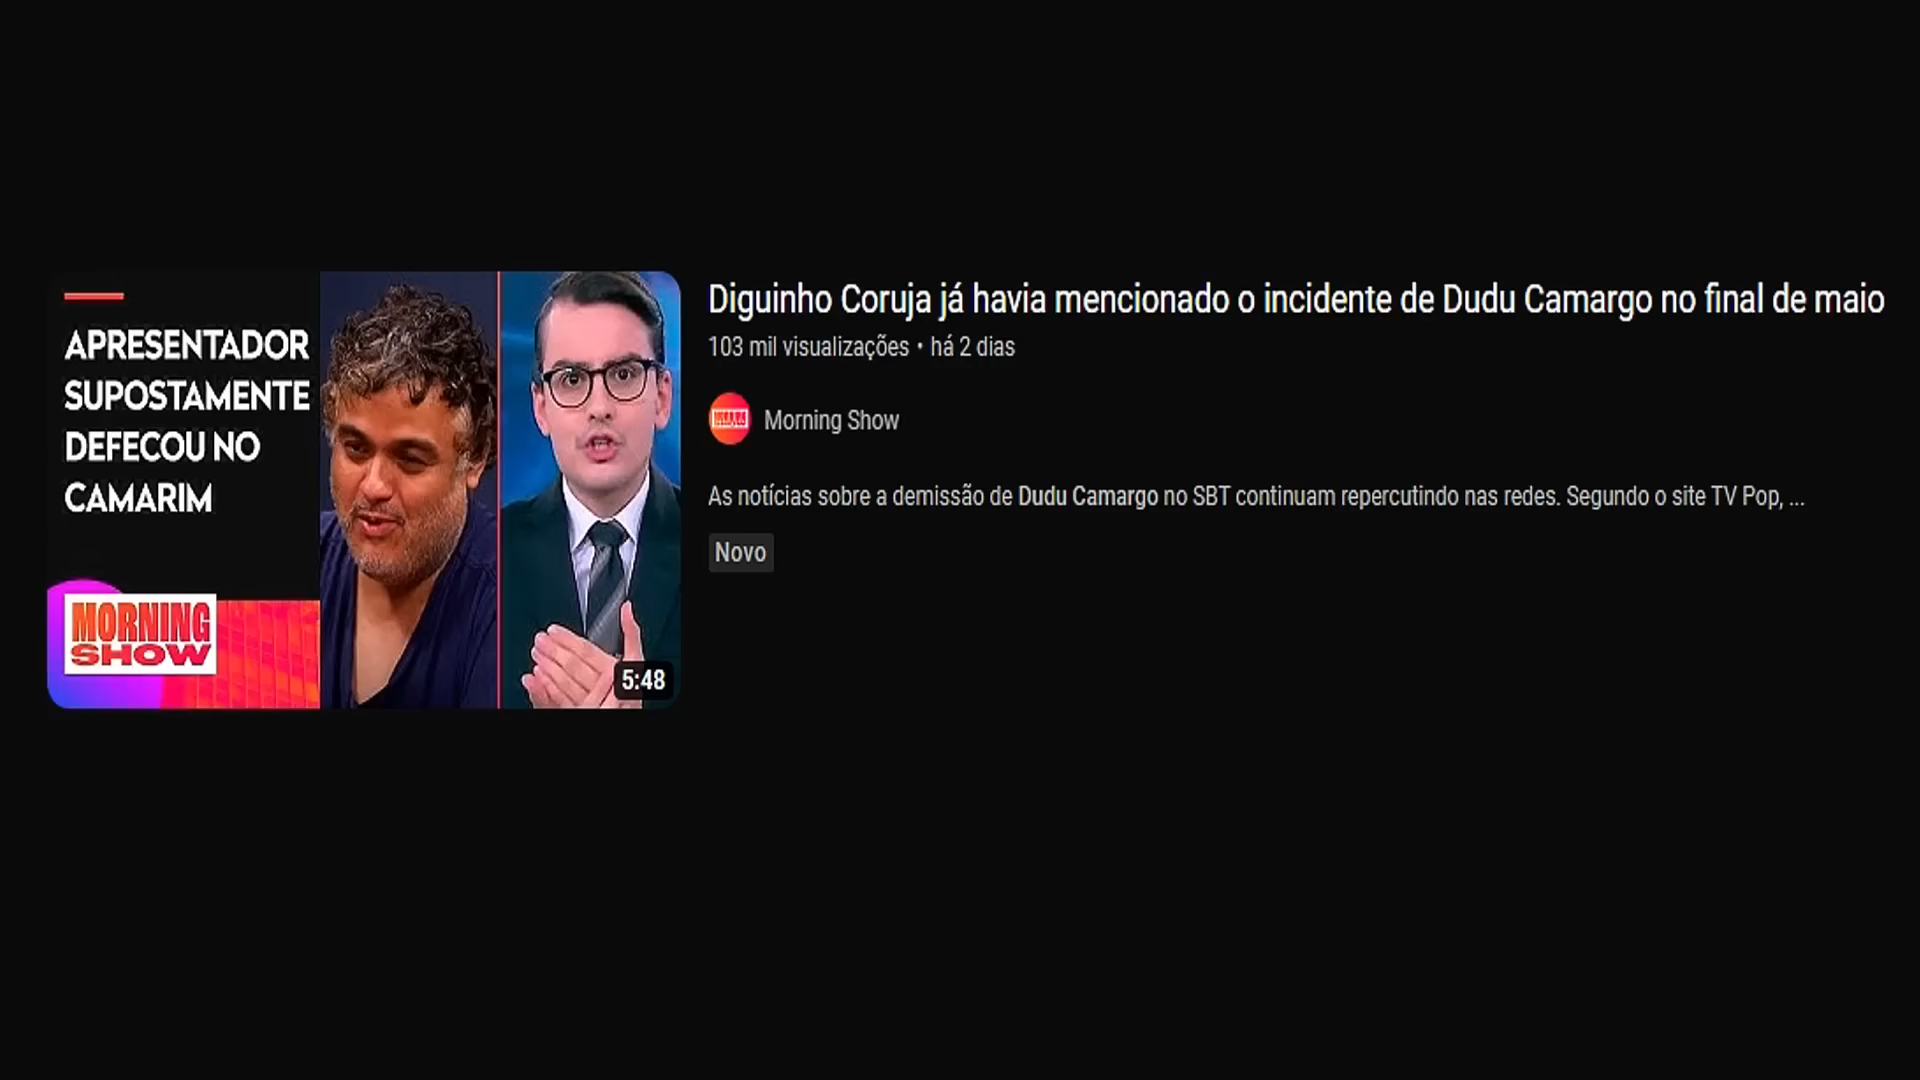 APRESENTADOR
SUPOSTAMENTE
DEFECOU NO
CAMARIM
MORNING
SHOW
5:48
Diguinho Coruja já havia mencionado o incidente de Dudu Camargo no final de maio
103 mil visualizações • há 2 dias
Morning Show
As notícias sobre a demissão de Dudu Camargo no SBT continuam repercutindo nas redes. Segundo o site TV Pop, ...
Novo